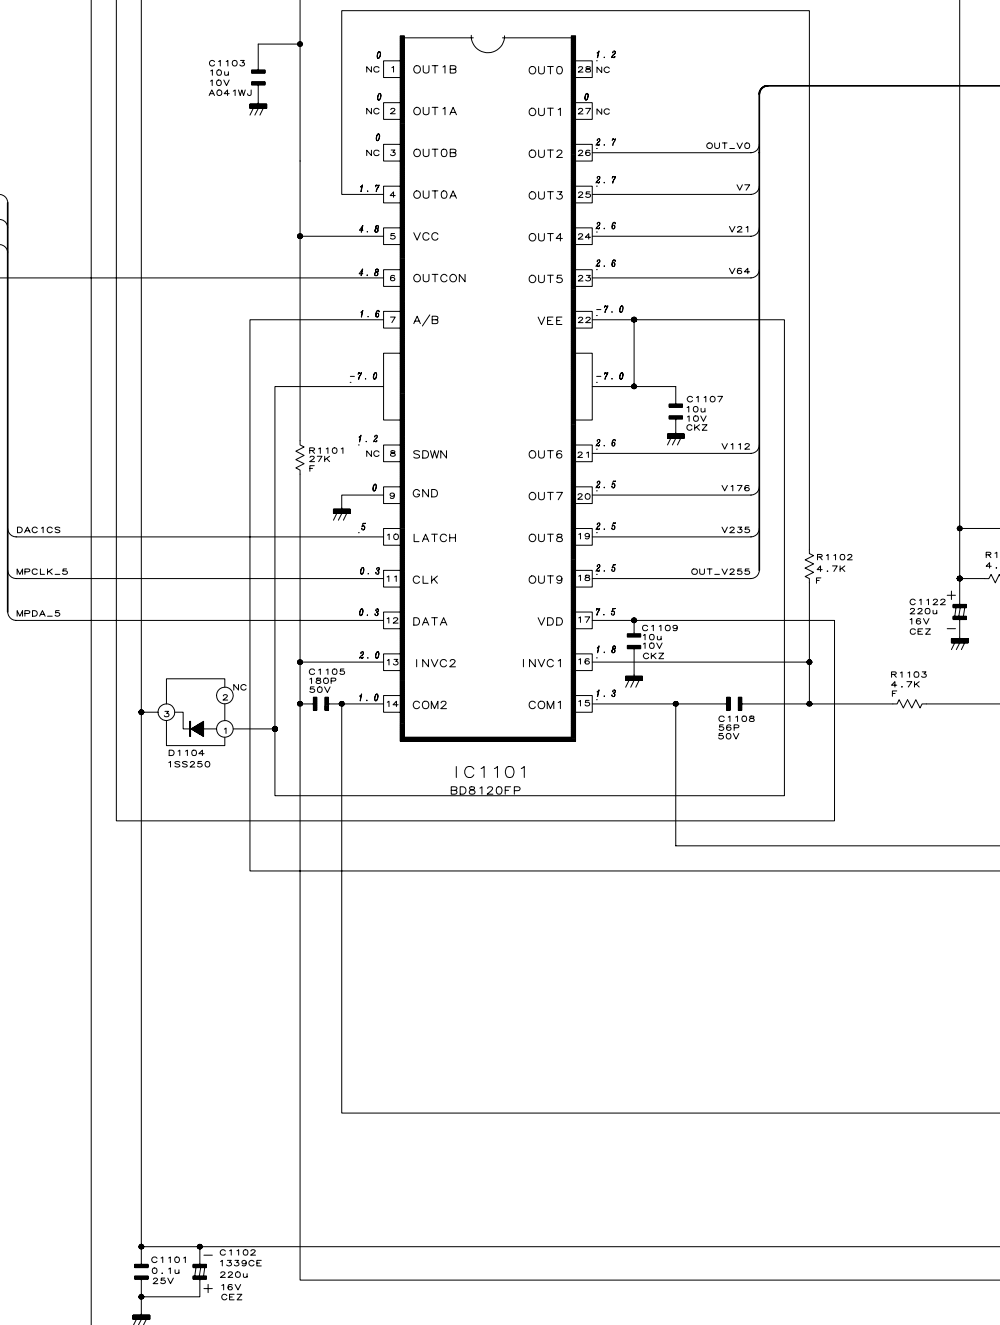 C1103
10u
10V
A041WJ
0
NC 1 OUT1B
0
NC 2 OUT1A
0
NC 3 OUT0B
1.7
4 OUT0A
4.8
5 VCC
4.8
6 OUTCON
1.6
7 A/B
-7.0
1.2
NC 8 SDWN
0
9 GND
.5
10 LATCH
0.3
11 CLK
0.3
12 DATA
2.0
13 INVC2
1.0
14 COM2
1.2
OUT0 28 NC
0
OUT1 27 NC
2.7
OUT2 26
OUT_V0
2.7
OUT3 25
V7
2.6
OUT4 24
V21
2.6
OUT5 23
V64
-7.0
VEE 22
-7.0
C1107
10u
10V
CKZ
2.6
OUT6 21
V112
2.5
OUT7 20
V176
2.5
OUT8 19
V235
2.5
OUT9 18
OUT_V255
7.5
VDD 17
C1109
10u
10V
CKZ
1.8
INVC1 16
1.3
COM1 15
R1101
27K
F
DAC1CS
MPCLK_5
MPDA_5
C1105
180P
50V
NC
2
3
1
D1104
1SS250
C1108
56P
50V
R1102
4.7K
F
R1103
4.7K
F
R1
4.
C1122
220u
16V
CEZ
+
-
IC1101
BD8120FP
C1101
0.1u
25V
- C1102
1339CE
220u
+ 16V
CEZ